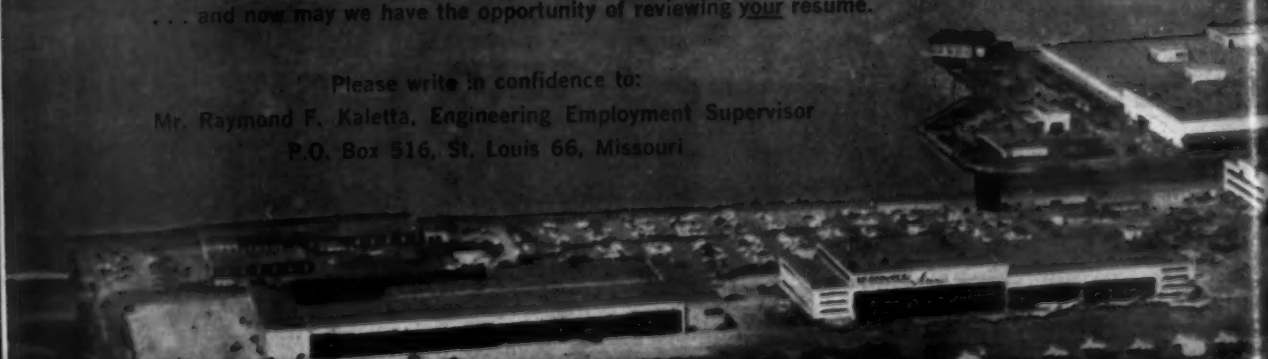 . . . and now may we have the opportunity of reviewing your resume.
Please write in confidence to:
Mr. Raymond F. Kaletta, Engineering Employment Supervisor
P.O. Box 516, St. Louis 66, Missouri